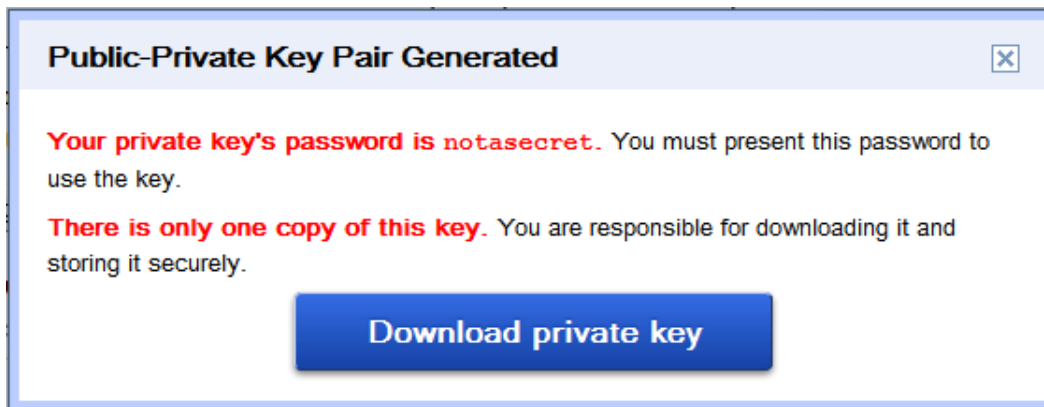 Public-Private Key Pair Generated
Your private key's password is notasecret. You must present this password to
use the key.
There is only one copy of this key. You are responsible for downloading it and
storing it securely.
Download private key